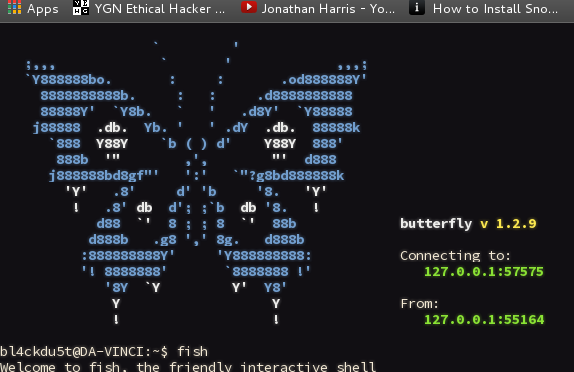 Apps YGN Ethical Hacker ... Jonathan Harris - Yo... How to Install Sno...
butterfly v 1.2.9
Connecting to:
127.0.0.1:57575
From:
127.0.0.1:55164
bl4ckdu5t@DA-VINCI:~$ fish
Welcome to fish, the friendly interactive shell